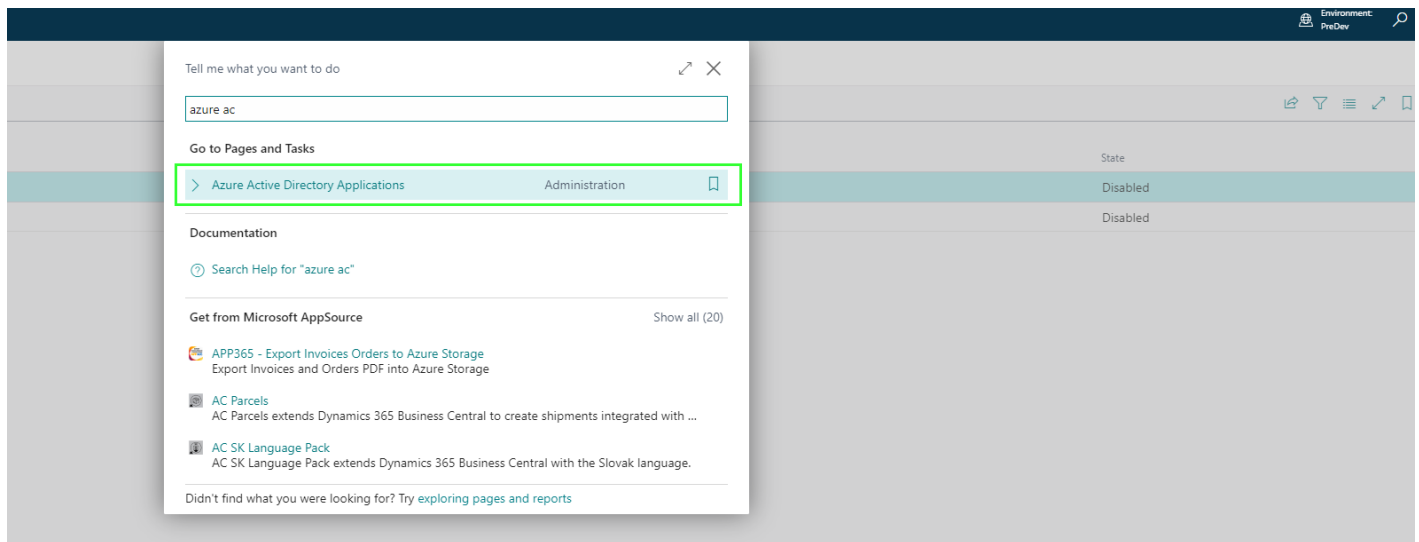 Environment:
PreDev
Tell me what you want to do
azure ac
Go to Pages and Tasks
State
Azure Active Directory Applications Administration
Disabled
Disabled
Documentation
Search Help for "azure ac"
Get from Microsoft AppSource Show all (20)
APP365 - Export Invoices Orders to Azure Storage
Export Invoices and Orders PDF into Azure Storage
AC Parcels
AC Parcels extends Dynamics 365 Business Central to create shipments integrated with ...
AC SK Language Pack
AC SK Language Pack extends Dynamics 365 Business Central with the Slovak language.
Didn't find what you were looking for? Try exploring pages and reports